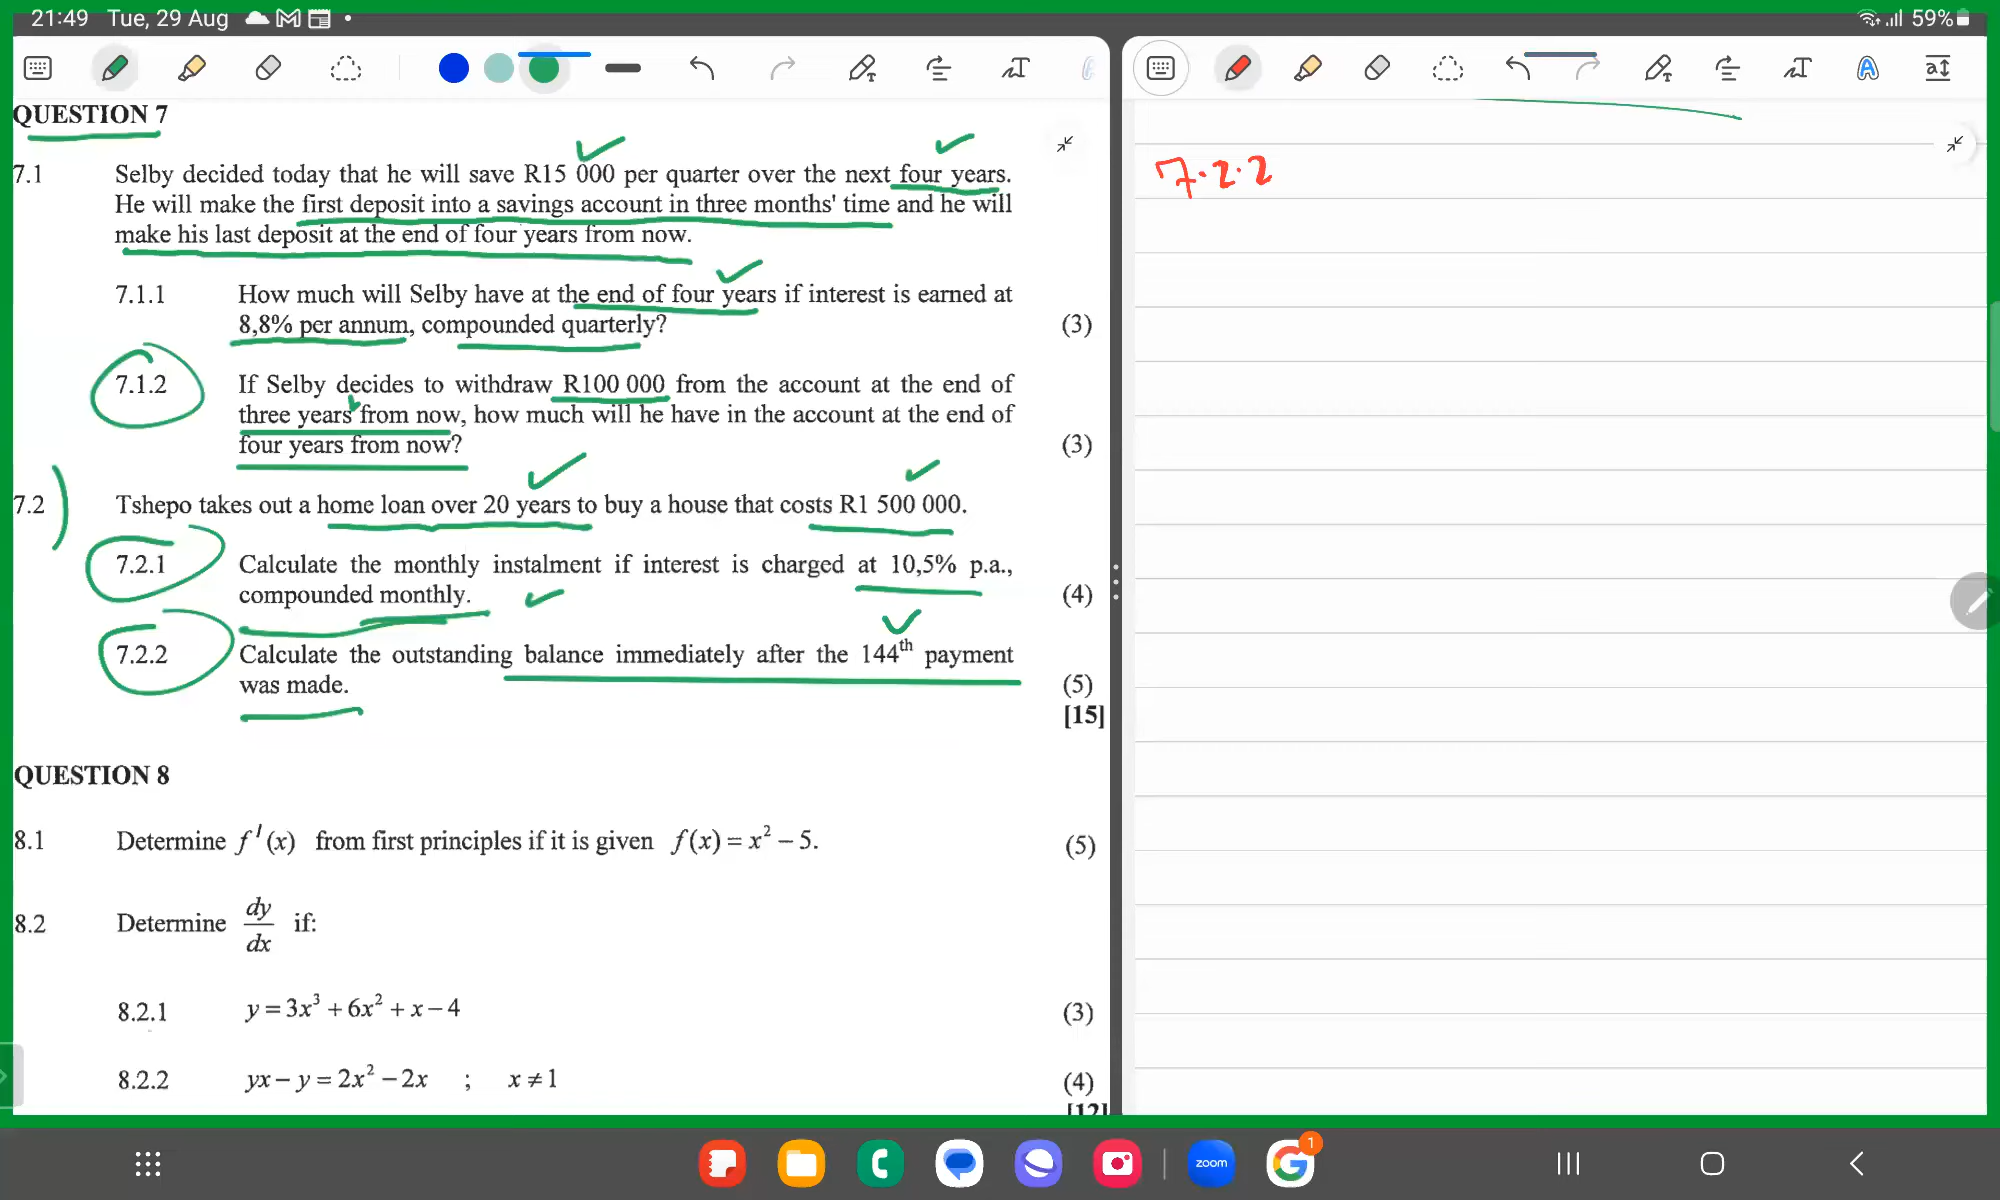 21:49 Tue, 29 Aug
59%
QUESTION 7
7.1 Selby decided today that he will save R15 000 per quarter over the next four years.
He will make the first deposit into a savings account in three months' time and he will
make his last deposit at the end of four years from now.
7.1.1 How much will Selby have at the end of four years if interest is earned at
8,8% per annum, compounded quarterly? (3)
7.1.2 If Selby decides to withdraw R100 000 from the account at the end of
three years from now, how much will he have in the account at the end of
four years from now? (3)
7.2 Tshepo takes out a home loan over 20 years to buy a house that costs R1 500 000.
7.2.1 Calculate the monthly instalment if interest is charged at 10,5% p.a.,
compounded monthly. (4)
7.2.2 Calculate the outstanding balance immediately after the 144th payment
was made. (5)
[15]
QUESTION 8
8.1 Determine f'(x) from first principles if it is given f(x) = x² – 5. (5)
8.2 Determine dy/dx if:
8.2.1 y = 3x³ + 6x² + x – 4 (3)
8.2.2 yx – y = 2x² – 2x ; x ≠ 1 (4)
[12]
7.2.2
zoom
1